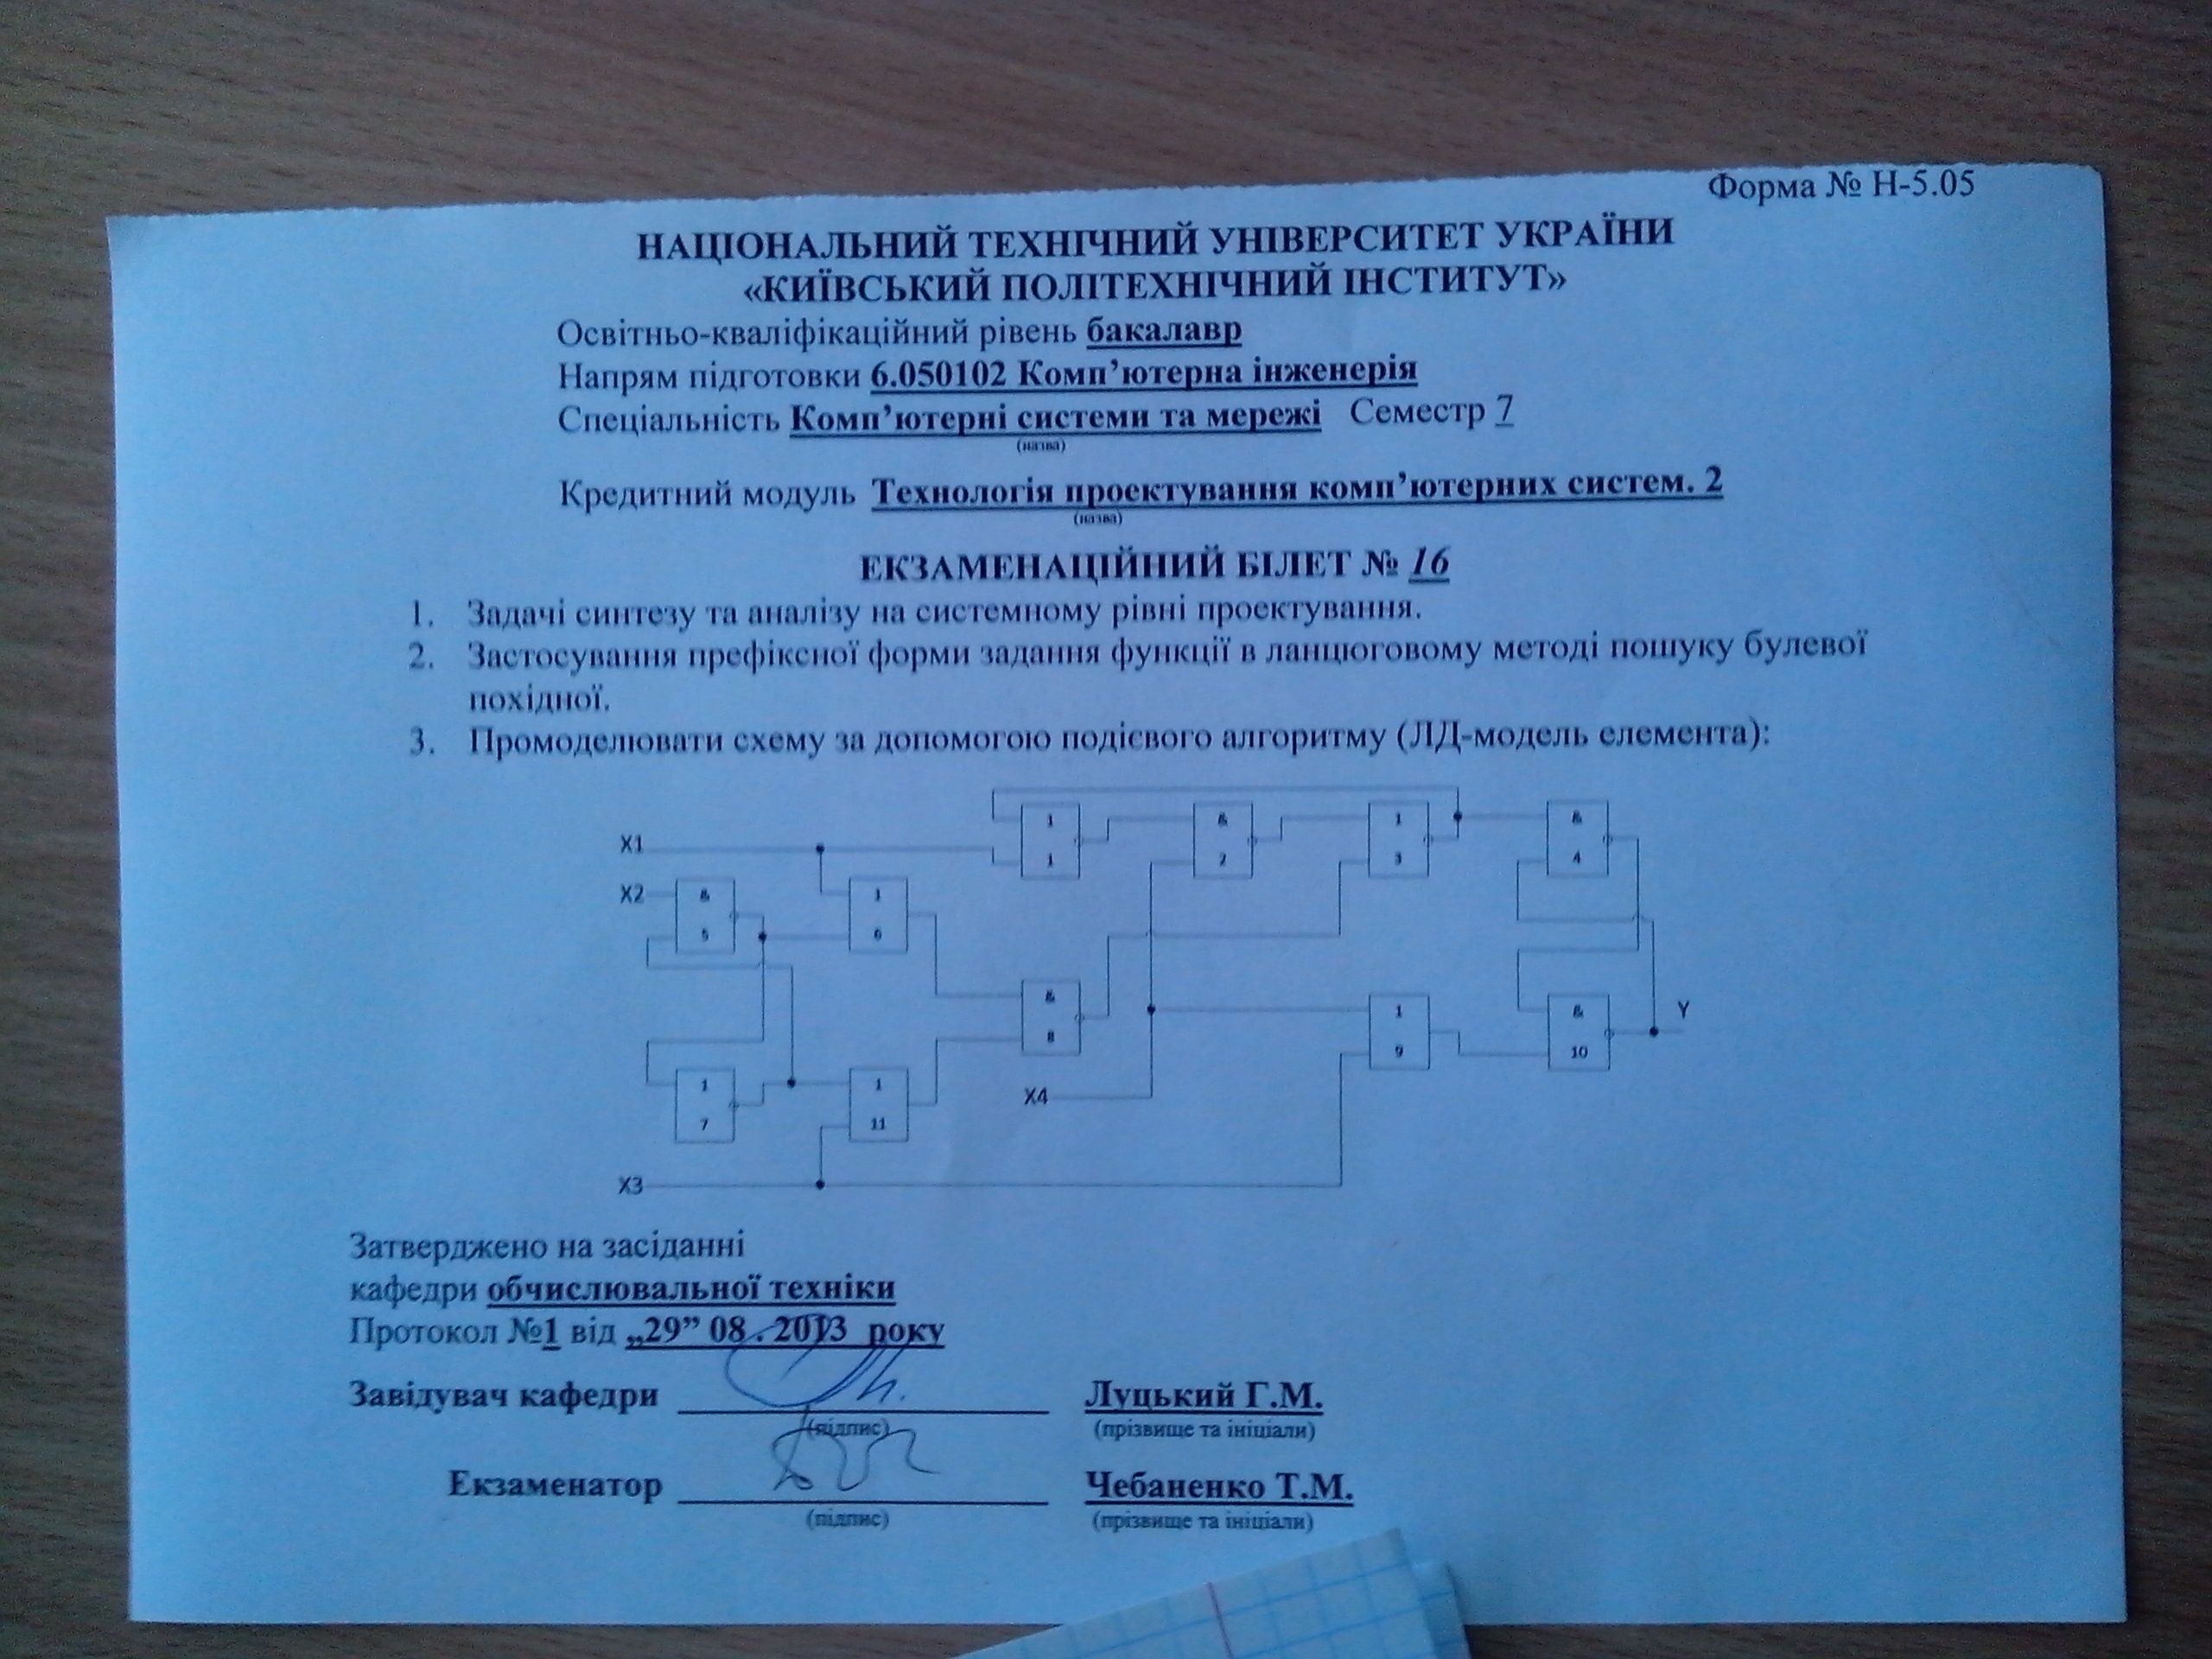 Форма № Н-5.05
НАЦІОНАЛЬНИЙ ТЕХНІЧНИЙ УНІВЕРСИТЕТ УКРАЇНИ
«КИЇВСЬКИЙ ПОЛІТЕХНІЧНИЙ ІНСТИТУТ»
Освітньо-кваліфікаційний рівень бакалавр
Напрям підготовки 6.050102 Комп’ютерна інженерія
Спеціальність Комп’ютерні системи та мережі Семестр 7
(назва)
Кредитний модуль Технологія проектування комп’ютерних систем. 2
(назва)
ЕКЗАМЕНАЦІЙНИЙ БІЛЕТ № 16
1. Задачі синтезу та аналізу на системному рівні проектування.
2. Застосування префіксної форми задання функції в ланцюговому методі пошуку булевої
похідної.
3. Промоделювати схему за допомогою подієвого алгоритму (ЛД-модель елемента):
1 & 1 &
X1
1 2 3 4
X2 & 1
5 6
& 1 & Y
8 9 10
1 1 X4
7 11
X3
Затверджено на засіданні
кафедри обчислювальної техніки
Протокол №1 від „29” 08 . 2013 року
Завідувач кафедри Луцький Г.М.
(підпис) (прізвище та ініціали)
Екзаменатор Чебаненко Т.М.
(підпис) (прізвище та ініціали)